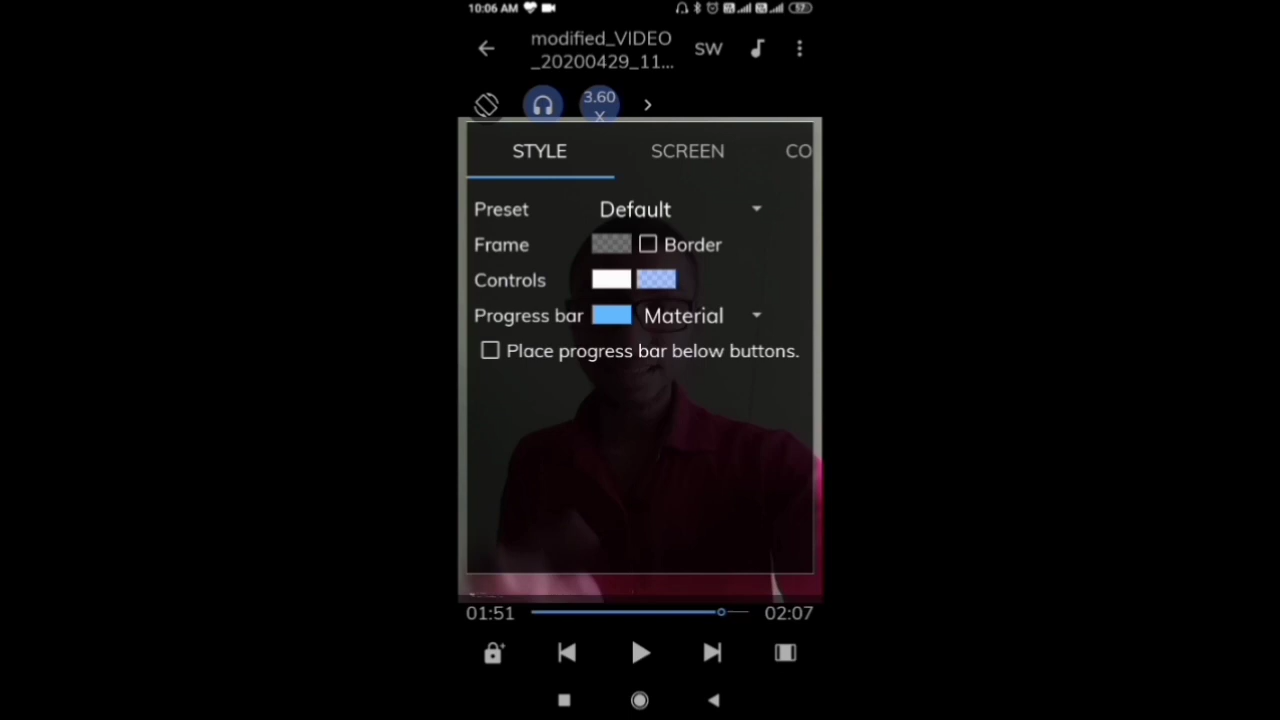 10:06 AM
57
modified_VIDEO
_20200429_11...
SW
3.60
X
STYLE
SCREEN
CO
Preset
Default
Frame
Border
Controls
Progress bar
Material
Place progress bar below buttons.
01:51
02:07